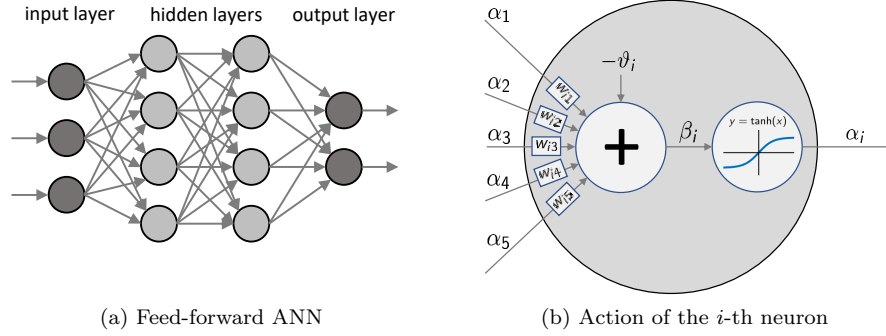 input layer
hidden layers
output layer
(a) Feed-forward ANN
α1
α2
α3
α4
α5
wi1
wi2
wi3
wi4
wi5
−ϑi
+
βi
y = tanh(x)
αi
(b) Action of the i-th neuron